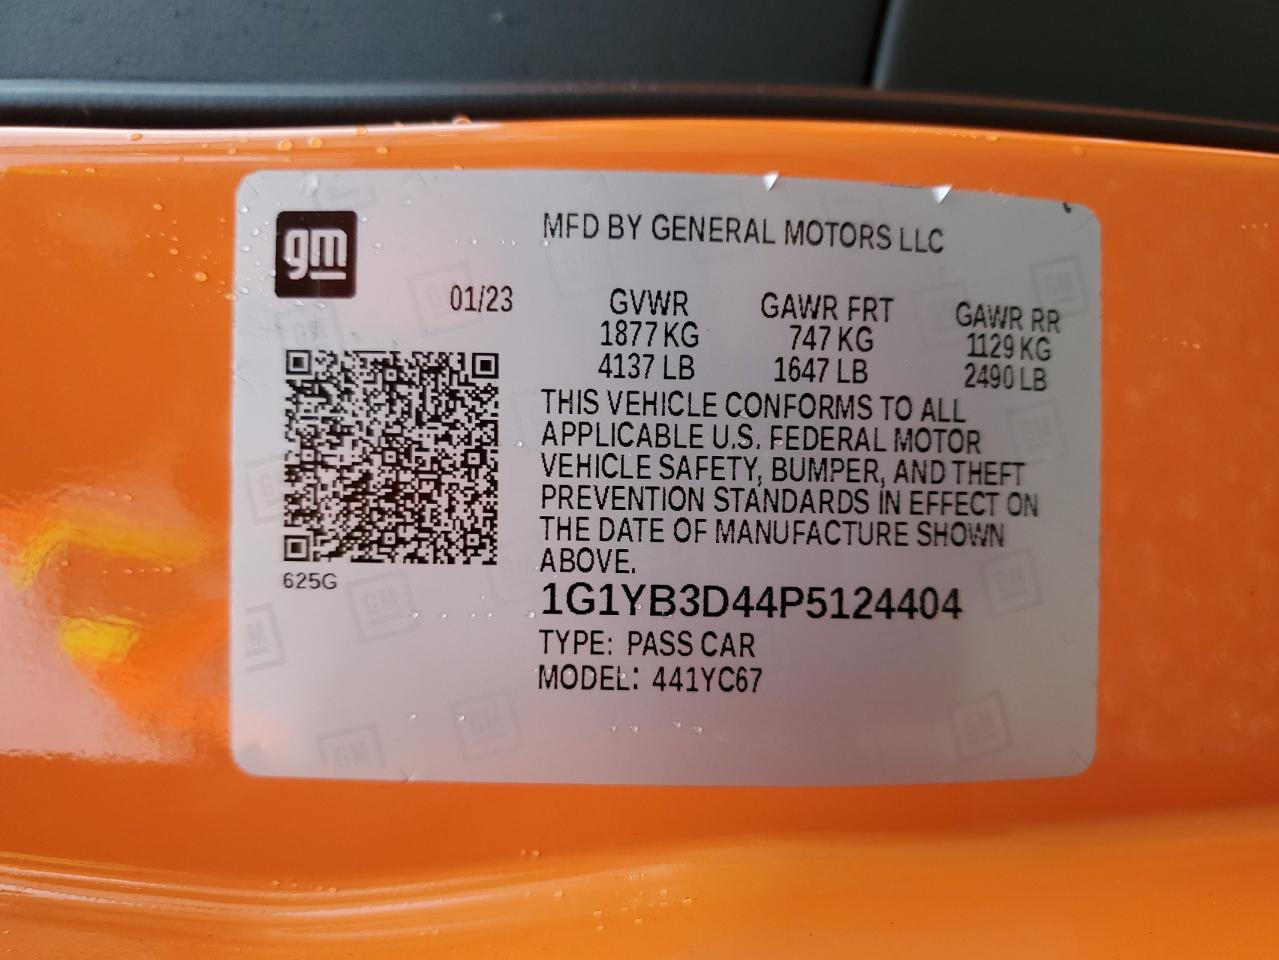 gm
MFD BY GENERAL MOTORS LLC
01/23
GVWR GAWR FRT GAWR RR
1877 KG 747 KG 1129 KG
4137 LB 1647 LB 2490 LB
THIS VEHICLE CONFORMS TO ALL
APPLICABLE U.S. FEDERAL MOTOR
VEHICLE SAFETY, BUMPER, AND THEFT
PREVENTION STANDARDS IN EFFECT ON
THE DATE OF MANUFACTURE SHOWN
ABOVE.
625G
1G1YB3D44P5124404
TYPE: PASS CAR
MODEL: 441YC67